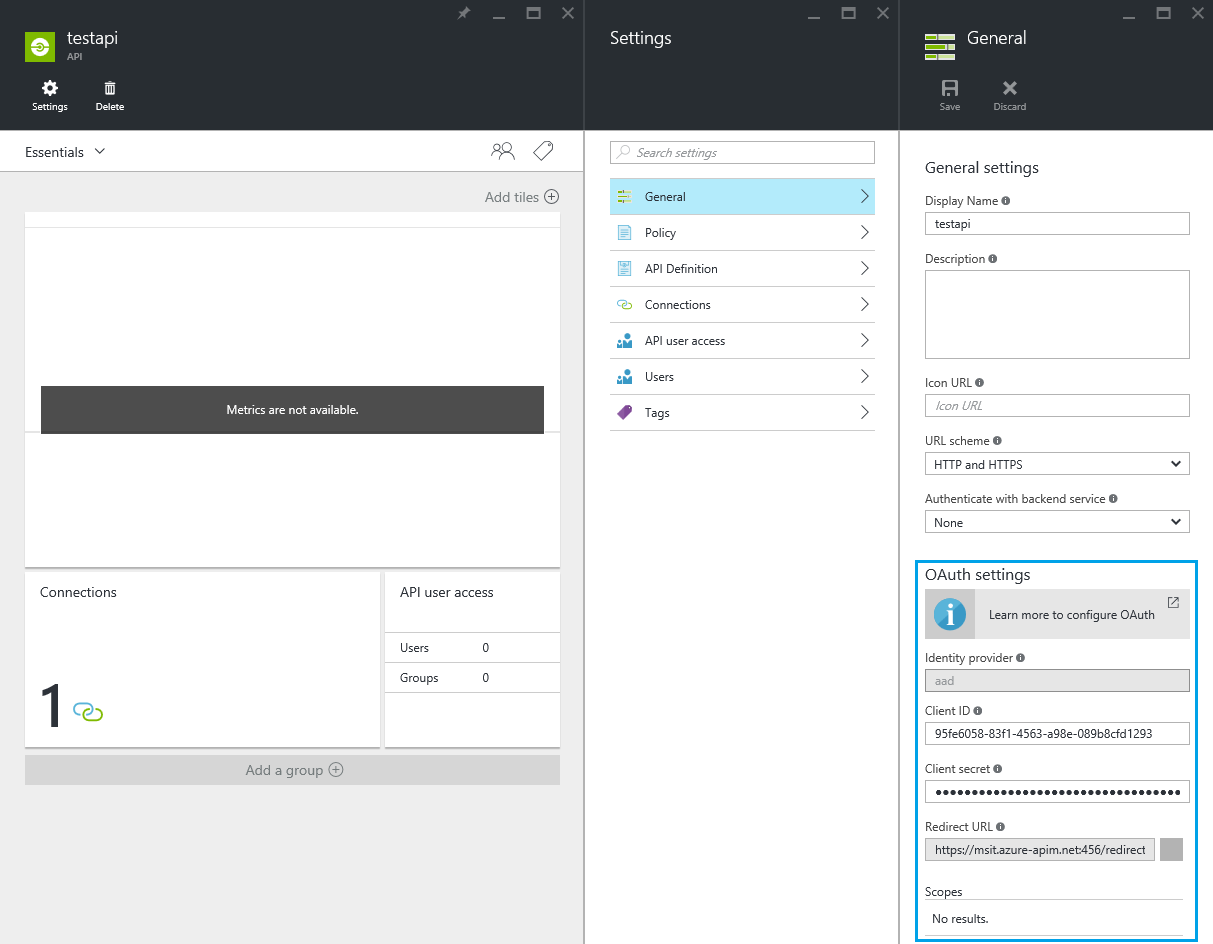 testapi
API
Settings
Delete
Essentials
Add tiles
Metrics are not available.
Connections
1
API user access
Users 0
Groups 0
Add a group
Settings
Search settings
General
Policy
API Definition
Connections
API user access
Users
Tags
General
Save
Discard
General settings
Display Name
testapi
Description
Icon URL
Icon URL
URL scheme
HTTP and HTTPS
Authenticate with backend service
None
OAuth settings
Learn more to configure OAuth
Identity provider
aad
Client ID
95fe6058-83f1-4563-a98e-089b8cfd1293
Client secret
Redirect URL
https://msit.azure-apim.net:456/redirect
Scopes
No results.